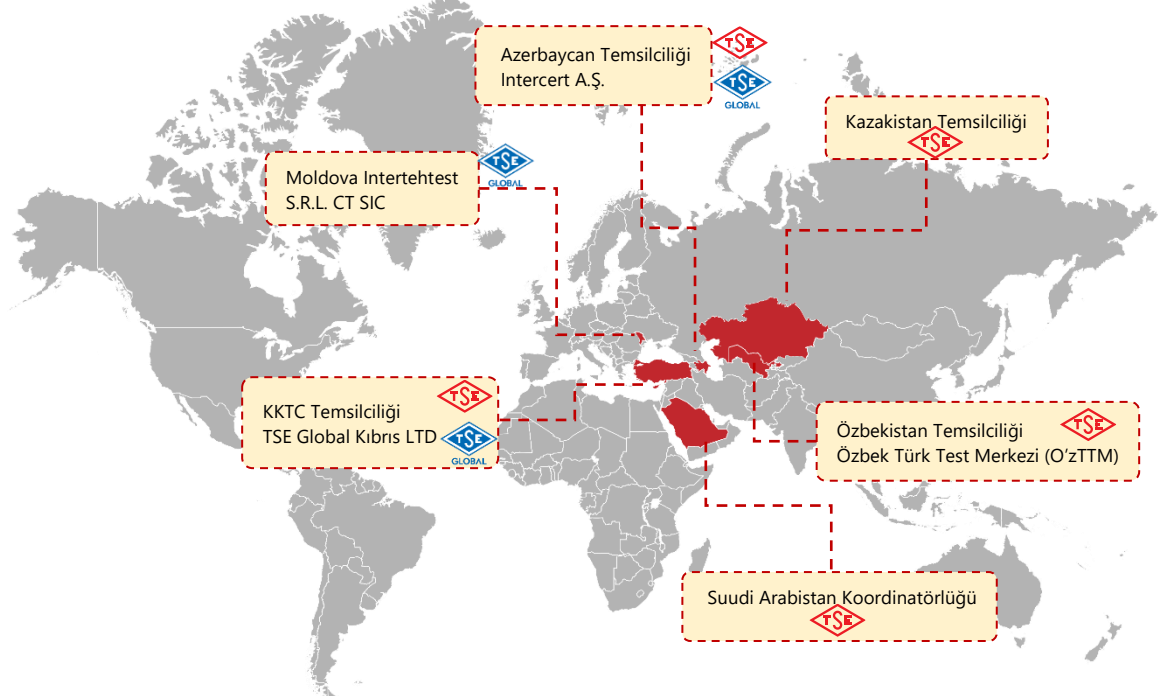 Azerbaycan Temsilciliği
Intercert A.Ş.
TSE
TSE
GLOBAL
Kazakistan Temsilciliği
TSE
Moldova Intertehtest
S.R.L. CT SIC
TSE
GLOBAL
KKTC Temsilciliği
TSE Global Kıbrıs LTD
TSE
TSE
GLOBAL
Özbekistan Temsilciliği
Özbek Türk Test Merkezi (O’zTTM)
TSE
Suudi Arabistan Koordinatörlüğü
TSE